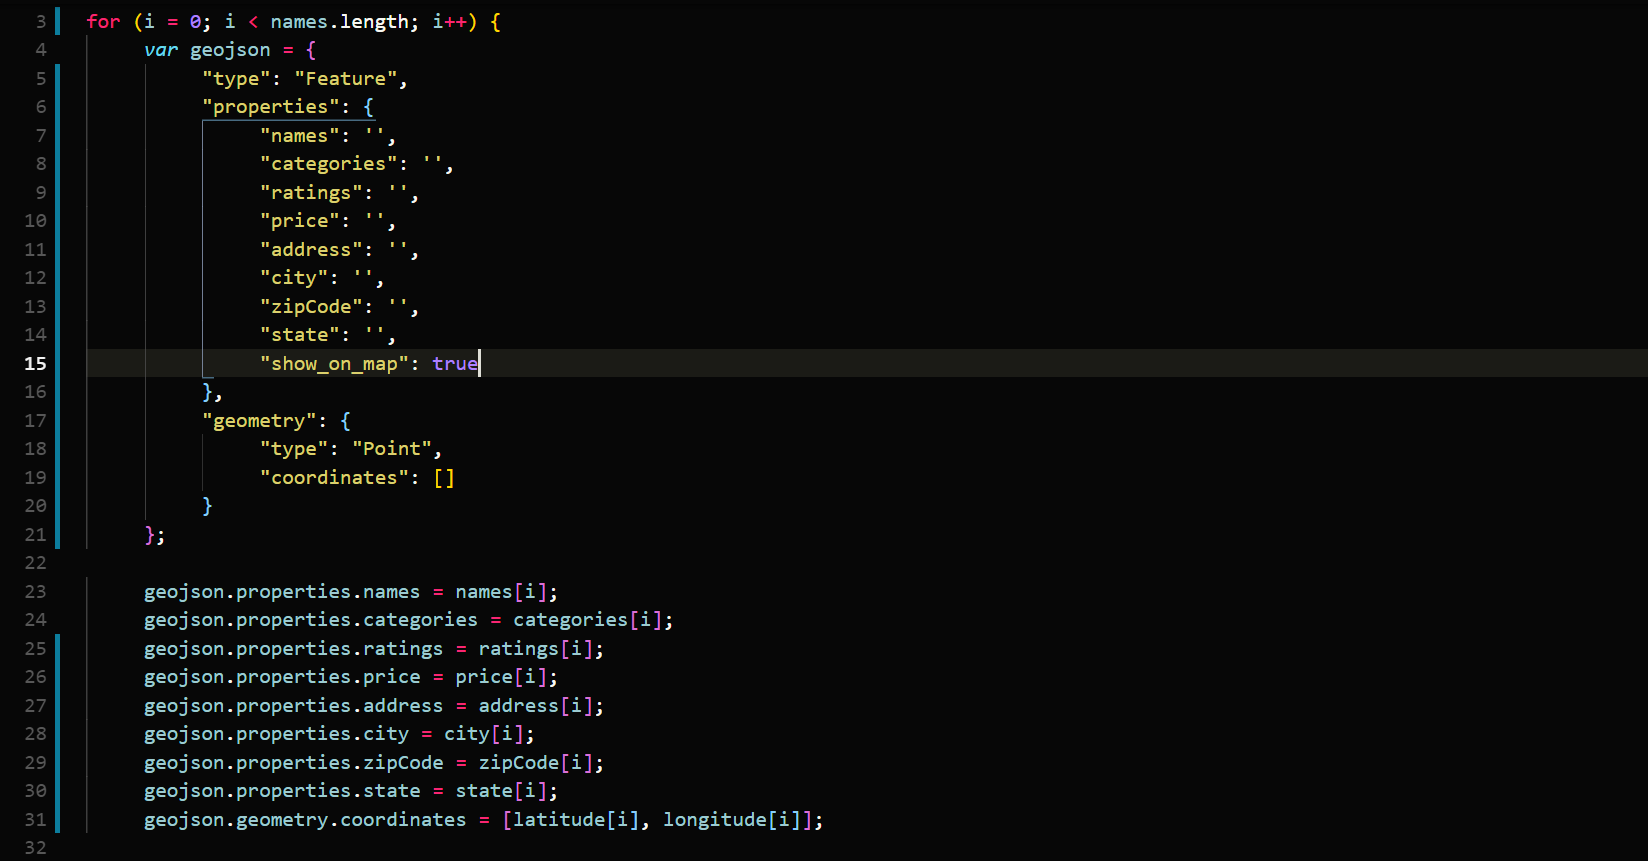 3 for (i = 0; i < names.length; i++) {
4 var geojson = {
5 "type": "Feature",
6 "properties": {
7 "names": '',
8 "categories": '',
9 "ratings": '',
10 "price": '',
11 "address": '',
12 "city": '',
13 "zipCode": '',
14 "state": '',
15 "show_on_map": true
16 },
17 "geometry": {
18 "type": "Point",
19 "coordinates": []
20 }
21 };
22
23 geojson.properties.names = names[i];
24 geojson.properties.categories = categories[i];
25 geojson.properties.ratings = ratings[i];
26 geojson.properties.price = price[i];
27 geojson.properties.address = address[i];
28 geojson.properties.city = city[i];
29 geojson.properties.zipCode = zipCode[i];
30 geojson.properties.state = state[i];
31 geojson.geometry.coordinates = [latitude[i], longitude[i]];
32